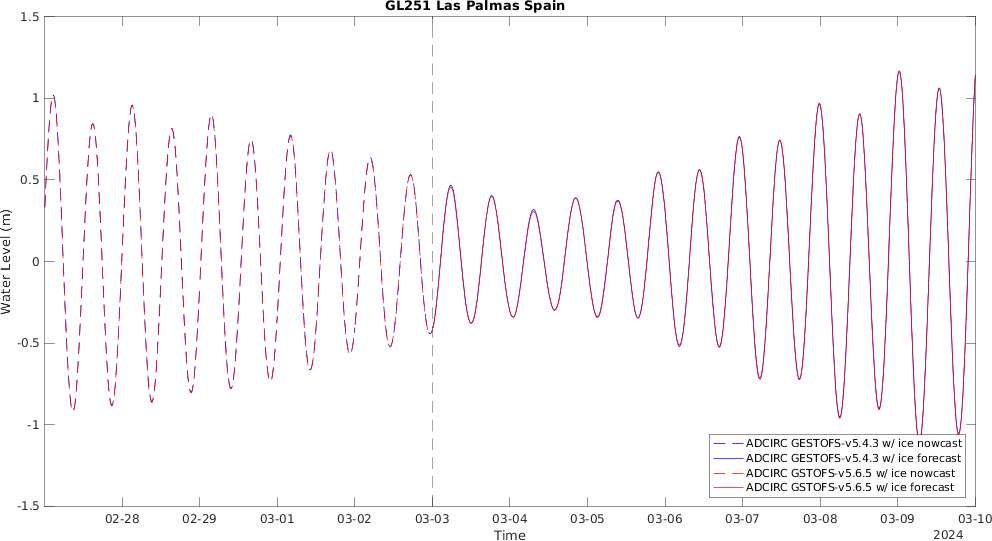 GL251 Las Palmas Spain
1.5
1
0.5
0
-0.5
-1
-1.5
Water Level (m)
02-28
02-29
03-01
03-02
03-03
03-04
03-05
03-06
03-07
03-08
03-09
03-10
Time
2024
ADCIRC GESTOFS-v5.4.3 w/ ice nowcast
ADCIRC GESTOFS-v5.4.3 w/ ice forecast
ADCIRC GSTOFS-v5.6.5 w/ ice nowcast
ADCIRC GSTOFS-v5.6.5 w/ ice forecast